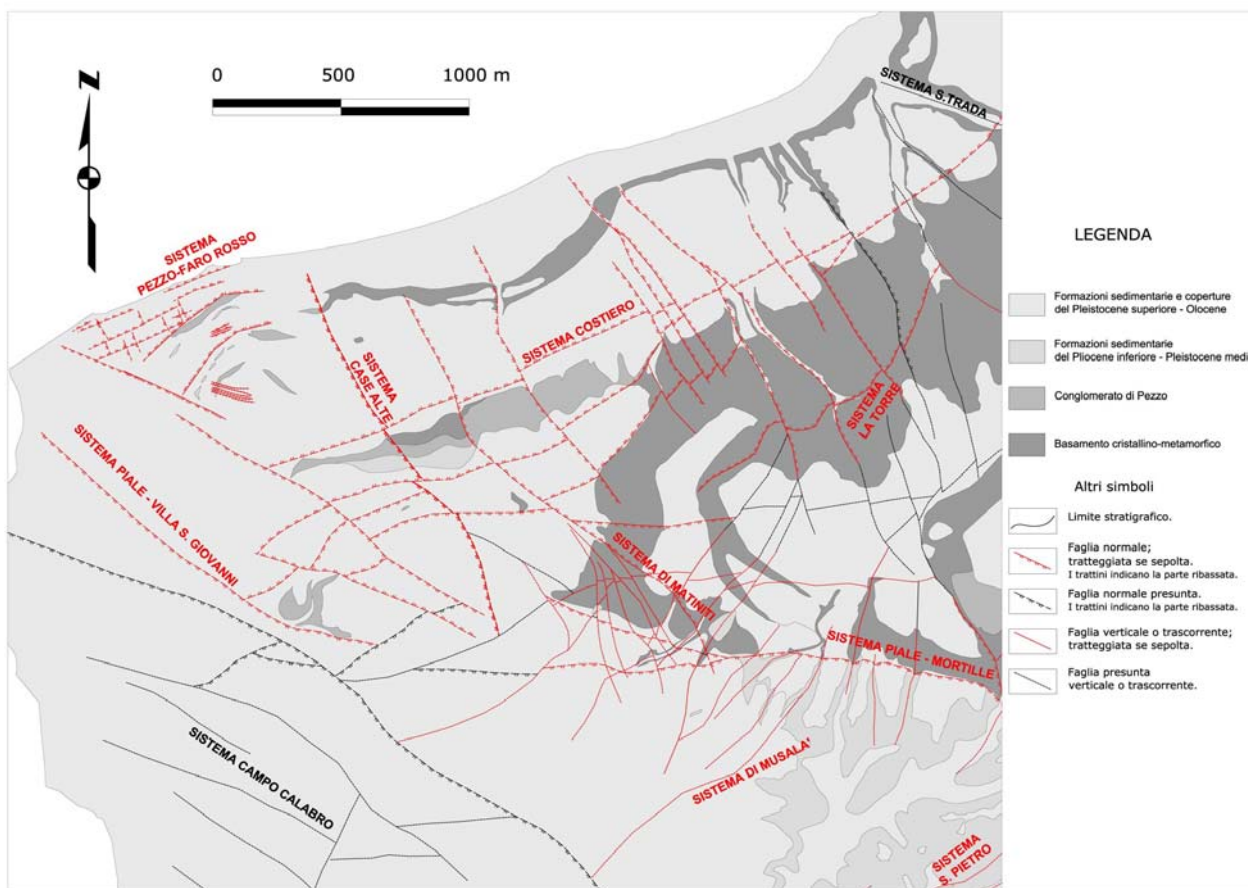 N
0 500 1000 m
SISTEMA S.TRADA
SISTEMA
PEZZO-FARO ROSSO
SISTEMA COSTIERO
SISTEMA
CASE ALTE
SISTEMA
LA TORRE
SISTEMA PIALE - VILLA S. GIOVANNI
SISTEMA DI MATINITI
SISTEMA PIALE - MORTILLE
SISTEMA DI MUSALA'
SISTEMA CAMPO CALABRO
SISTEMA
S. PIETRO
LEGENDA
Formazioni sedimentarie e coperture
del Pleistocene superiore - Olocene
Formazioni sedimentarie
del Pliocene inferiore - Pleistocene medi
Conglomerato di Pezzo
Basamento cristallino-metamorfico
Altri simboli
Limite stratigrafico.
Faglia normale;
tratteggiata se sepolta.
I trattini indicano la parte ribassata.
Faglia normale presunta.
I trattini indicano la parte ribassata.
Faglia verticale o trascorrente;
tratteggiata se sepolta.
Faglia presunta
verticale o trascorrente.